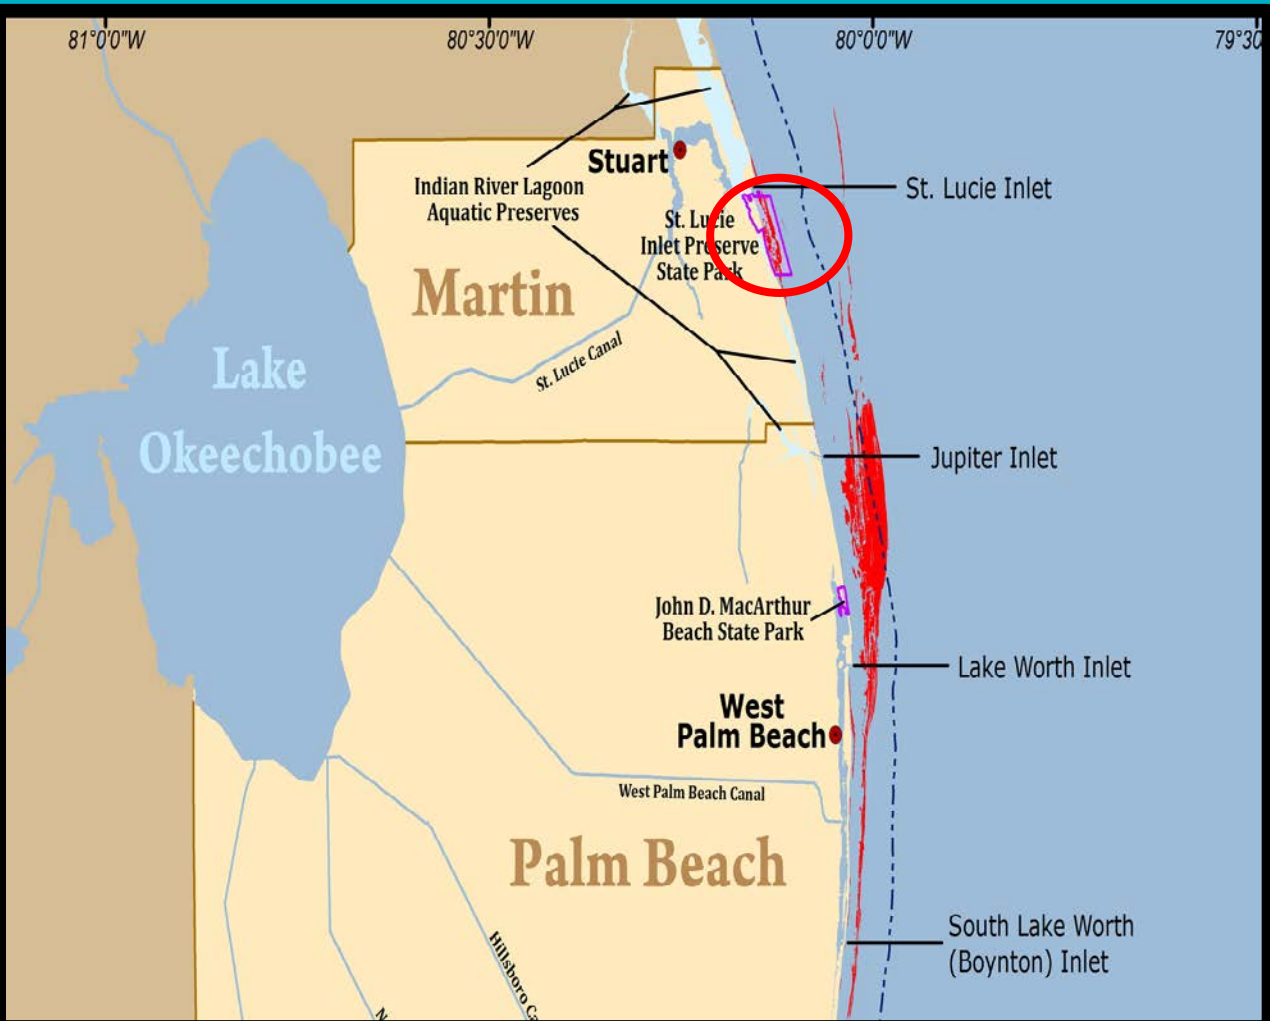 81°0'0"W
80°30'0"W
80°0'0"W
79°30
Stuart
Indian River Lagoon
Aquatic Preserves
St. Lucie Inlet
St. Lucie
Inlet Preserve
State Park
Martin
St. Lucie Canal
Lake
Okeechobee
Jupiter Inlet
John D. MacArthur
Beach State Park
Lake Worth Inlet
West
Palm Beach
West Palm Beach Canal
Palm Beach
South Lake Worth
(Boynton) Inlet
Hillsboro Ca
N